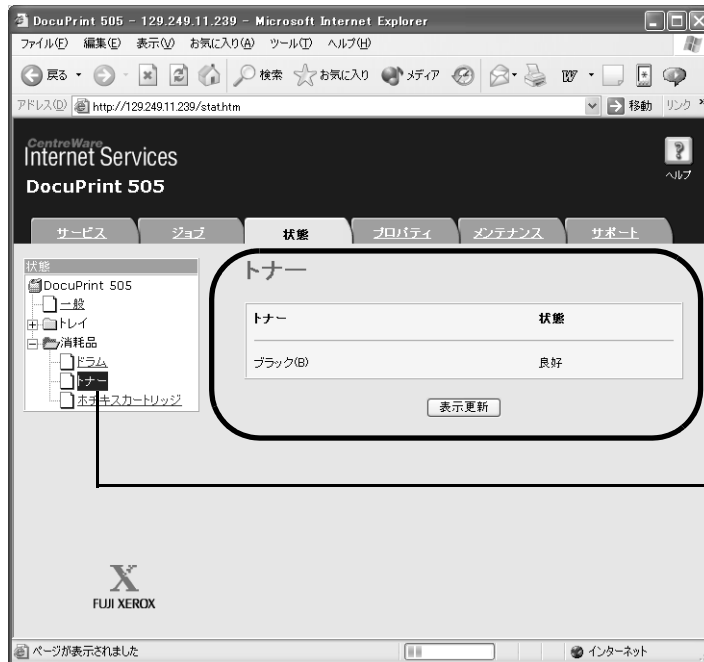 DocuPrint 505 - 129.249.11.239 - Microsoft Internet Explorer
ファイル(F) 編集(E) 表示(V) お気に入り(A) ツール(T) ヘルプ(H)
戻る 検索 お気に入り メディア
アドレス(D) http://129.249.11.239/stat.htm 移動 リンク
CentreWare
Internet Services
DocuPrint 505
ヘルプ
サービス ジョブ 状態 プロパティ メンテナンス サポート
状態
DocuPrint 505
一般
トレイ
消耗品
ドラム
トナー
ホチキスカートリッジ
トナー
トナー 状態
ブラック(B) 良好
表示更新
FUJI XEROX
ページが表示されました インターネット